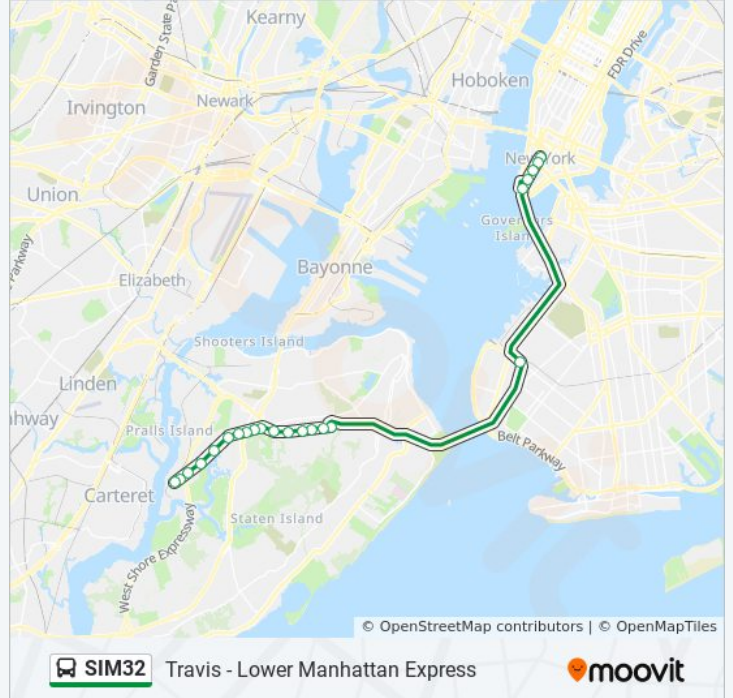 Kearny
Garden State P
FDR Drive
Hoboken
Irvington
Newark
New York
Union
Governors
Island
Parkway
Bayonne
Elizabeth
Shooters Island
Linden
hway
Pralls Island
Belt Parkway
Carteret
Staten Island
West Shore Expressway
© OpenStreetMap contributors | © OpenMapTiles
SIM32 Travis - Lower Manhattan Express moovit